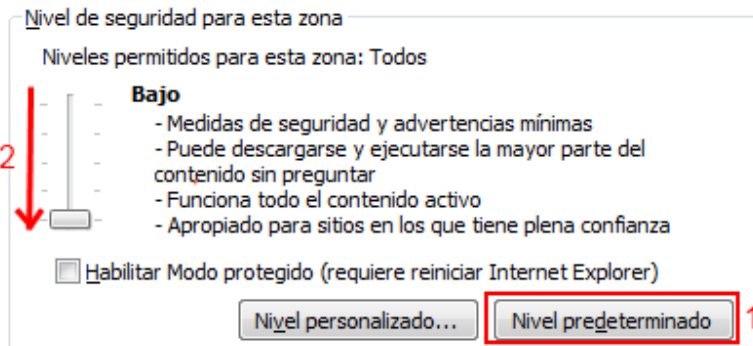 Nivel de seguridad para esta zona
Niveles permitidos para esta zona: Todos
Bajo
- Medidas de seguridad y advertencias mínimas
- Puede descargarse y ejecutarse la mayor parte del
contenido sin preguntar
- Funciona todo el contenido activo
- Apropiado para sitios en los que tiene plena confianza
2
Habilitar Modo protegido (requiere reiniciar Internet Explorer)
Nivel personalizado... Nivel predeterminado 1